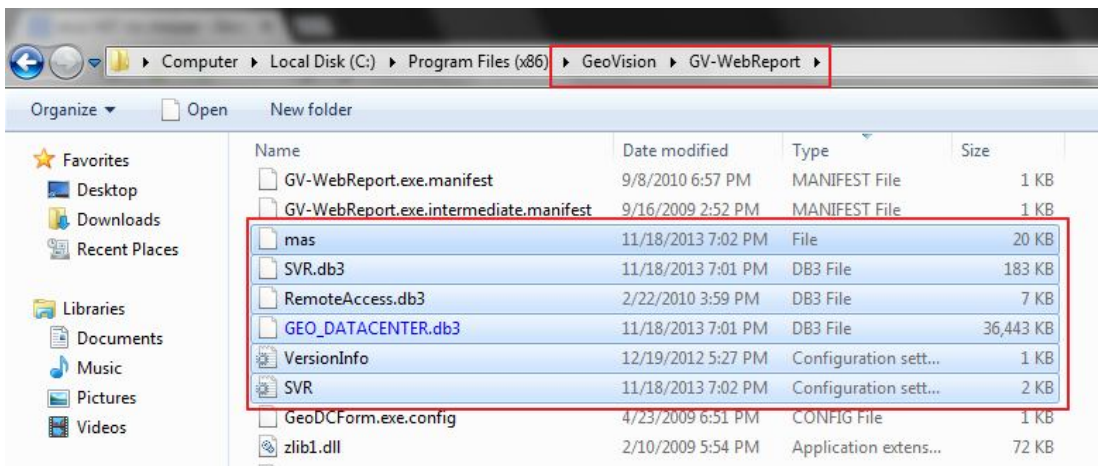 Computer Local Disk (C:) Program Files (x86) GeoVision GV-WebReport
Organize Open New folder
Favorites
Desktop
Downloads
Recent Places
Libraries
Documents
Music
Pictures
Videos
Name Date modified Type Size
GV-WebReport.exe.manifest 9/8/2010 6:57 PM MANIFEST File 1 KB
GV-WebReport.exe.intermediate.manifest 9/16/2009 2:52 PM MANIFEST File 1 KB
mas 11/18/2013 7:02 PM File 20 KB
SVR.db3 11/18/2013 7:01 PM DB3 File 183 KB
RemoteAccess.db3 2/22/2010 3:59 PM DB3 File 7 KB
GEO_DATACENTER.db3 11/18/2013 7:01 PM DB3 File 36,443 KB
VersionInfo 12/19/2012 5:27 PM Configuration sett... 1 KB
SVR 11/18/2013 7:02 PM Configuration sett... 2 KB
GeoDCForm.exe.config 4/23/2009 6:51 PM CONFIG File 1 KB
zlib1.dll 2/10/2009 5:54 PM Application extens... 72 KB